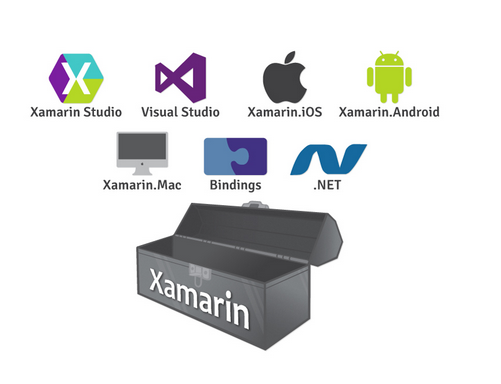 X
Xamarin Studio
Visual Studio
Xamarin.iOS
Xamarin.Android
Xamarin.Mac
Bindings
.NET
Xamarin